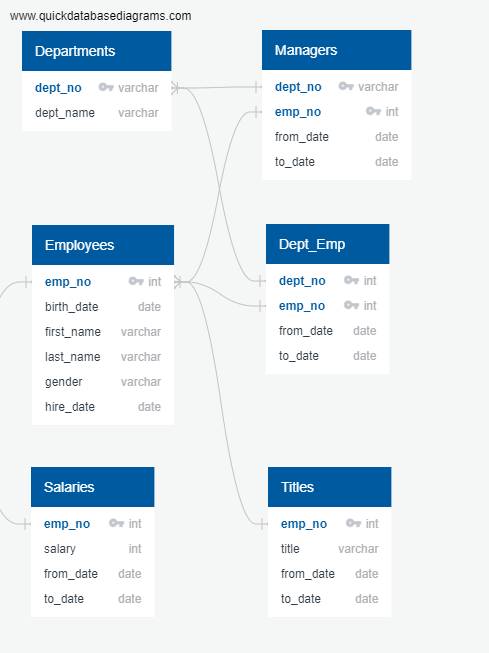 www.quickdatabasediagrams.com
Departments
dept_no varchar
dept_name varchar
Managers
dept_no varchar
emp_no int
from_date date
to_date date
Employees
emp_no int
birth_date date
first_name varchar
last_name varchar
gender varchar
hire_date date
Dept_Emp
dept_no int
emp_no int
from_date date
to_date date
Salaries
emp_no int
salary int
from_date date
to_date date
Titles
emp_no int
title varchar
from_date date
to_date date